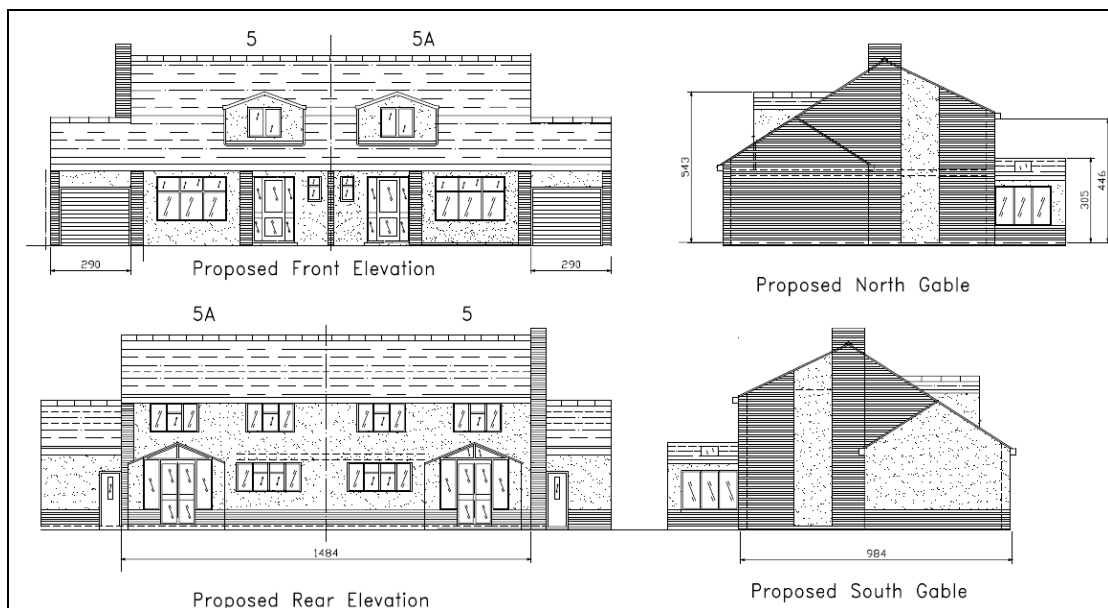 5 5A
290 290
Proposed Front Elevation
543 305 446
Proposed North Gable
5A 5
1484
Proposed Rear Elevation
984
Proposed South Gable